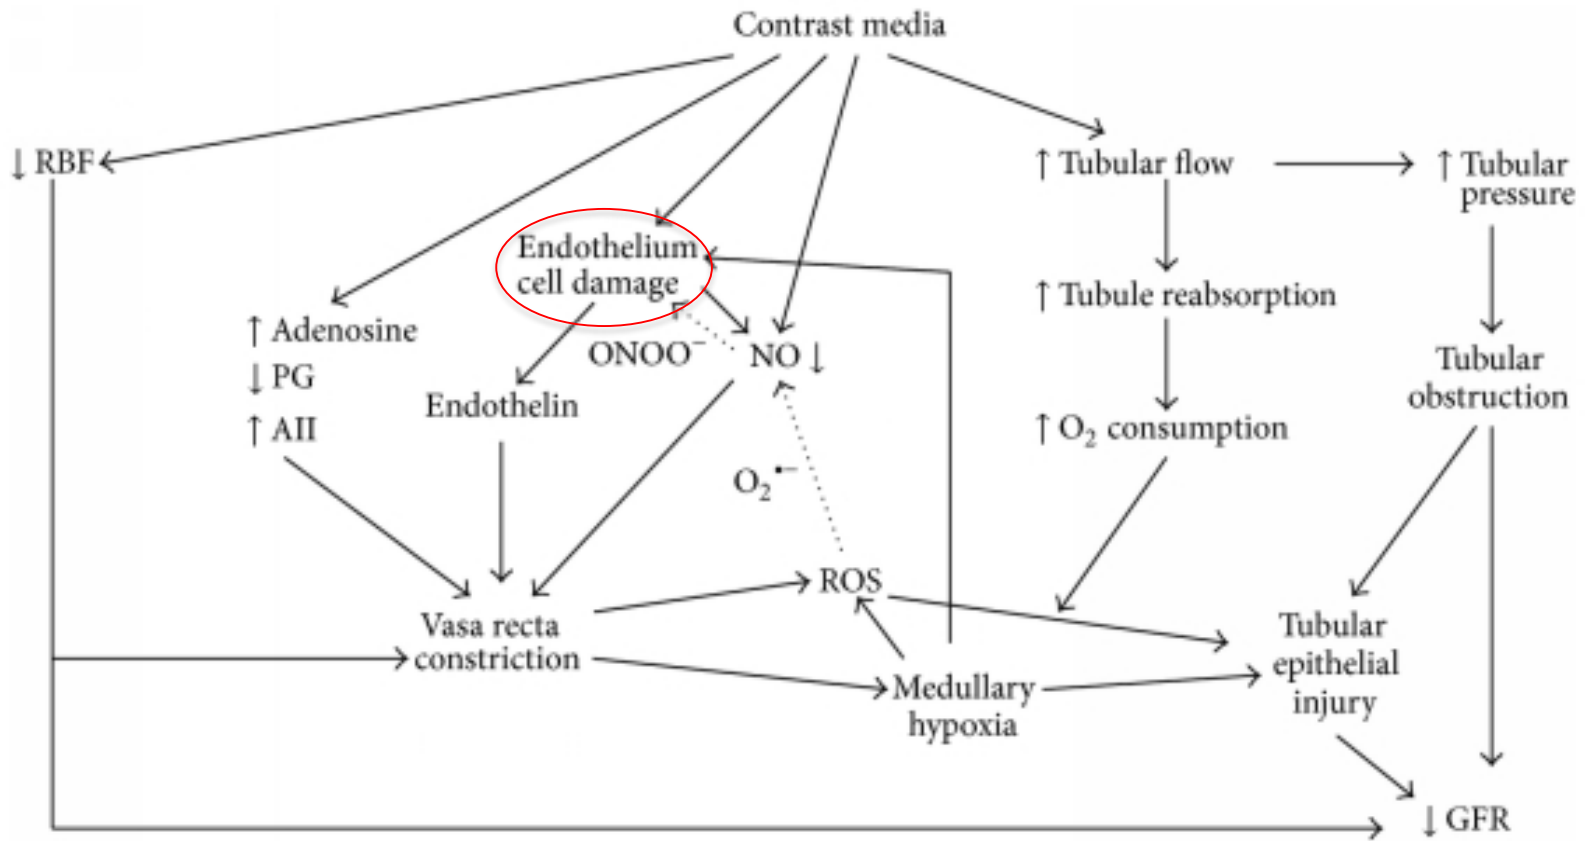 Contrast media
↓ RBF
↑ Tubular flow
↑ Tubular
pressure
Endothelium
cell damage
↑ Tubule reabsorption
↑ Adenosine
↓ PG
↑ AII
ONOO⁻
NO ↓
Endothelin
Tubular
obstruction
↑ O₂ consumption
O₂•−
ROS
Vasa recta
constriction
Medullary
hypoxia
Tubular
epithelial
injury
↓ GFR